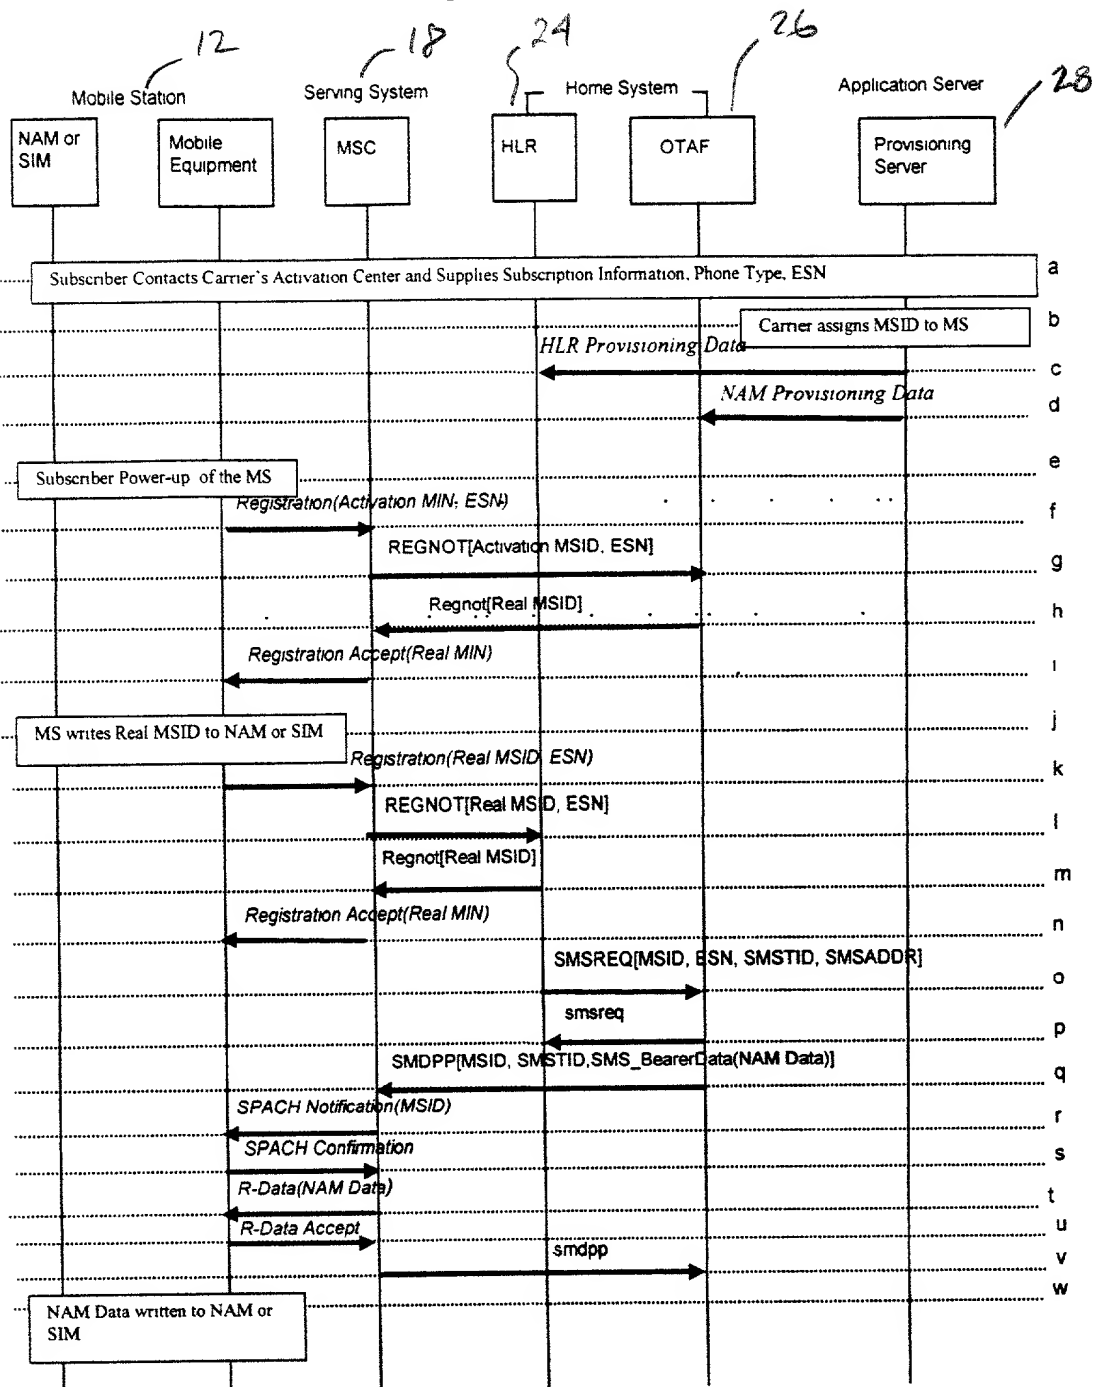 12
18
24
26
28
Mobile Station
Serving System
Home System
Application Server
NAM or
SIM
Mobile
Equipment
MSC
HLR
OTAF
Provisioning
Server
Subscriber Contacts Carrier's Activation Center and Supplies Subscription Information, Phone Type, ESN
a
Carrier assigns MSID to MS
b
HLR Provisioning Data
c
NAM Provisioning Data
d
Subscriber Power-up of the MS
e
Registration(Activation MIN, ESN)
f
REGNOT[Activation MSID, ESN]
g
Regnot[Real MSID]
h
Registration Accept(Real MIN)
i
MS writes Real MSID to NAM or SIM
j
Registration(Real MSID, ESN)
k
REGNOT[Real MSID, ESN]
l
Regnot[Real MSID]
m
Registration Accept(Real MIN)
n
SMSREQ[MSID, ESN, SMSTID, SMSADDR]
o
smsreq
p
SMDPP[MSID, SMSTID,SMS_BearerData(NAM Data)]
q
SPACH Notification(MSID)
r
SPACH Confirmation
s
R-Data(NAM Data)
t
R-Data Accept
u
smdpp
v
w
NAM Data written to NAM or
SIM